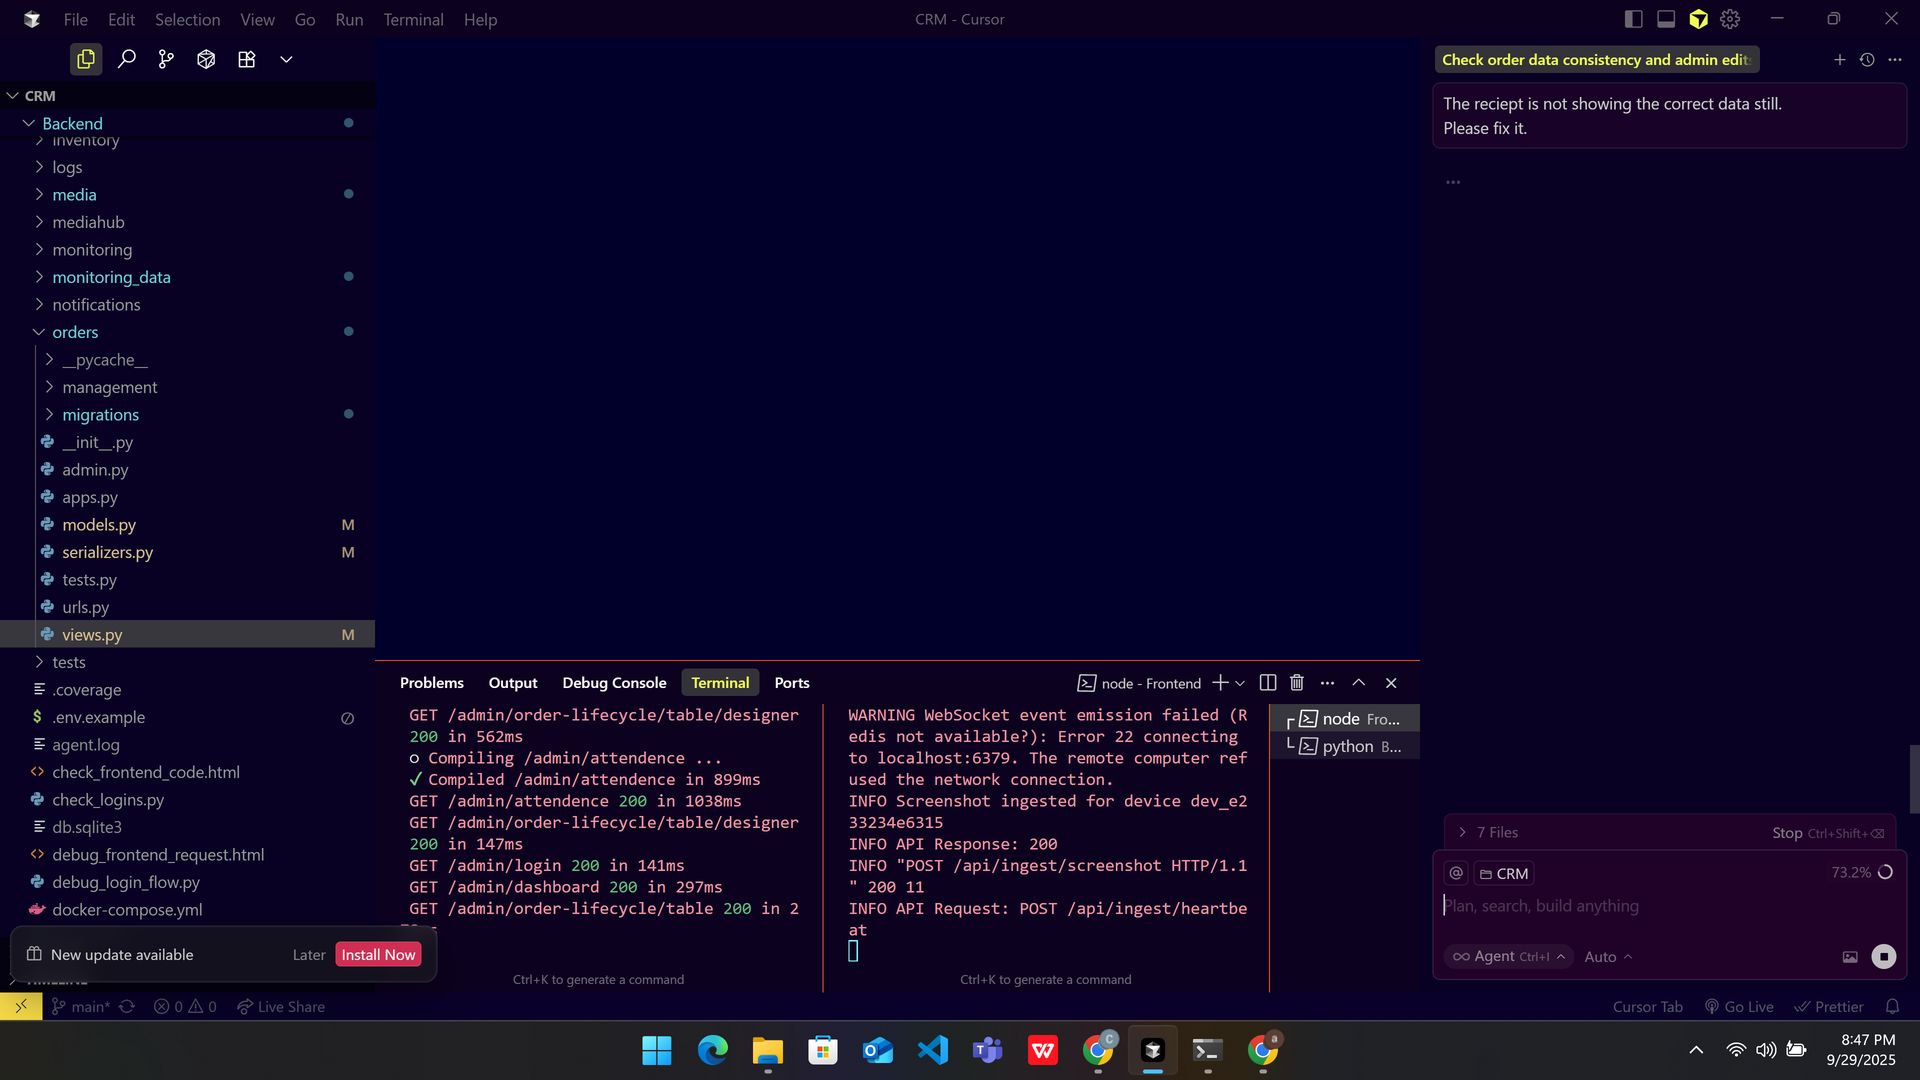 File Edit Selection View Go Run Terminal Help
CRM - Cursor
CRM
Backend
inventory
logs
media
mediahub
monitoring
monitoring_data
notifications
orders
__pycache__
management
migrations
__init__.py
admin.py
apps.py
models.py M
serializers.py M
tests.py
urls.py
views.py M
tests
.coverage
.env.example
agent.log
check_frontend_code.html
check_logins.py
db.sqlite3
debug_frontend_request.html
debug_login_flow.py
docker-compose.yml
New update available Later Install Now
TIMELINE
Problems Output Debug Console Terminal Ports
node - Frontend
GET /admin/order-lifecycle/table/designer
200 in 562ms
○ Compiling /admin/attendence ...
✓ Compiled /admin/attendence in 899ms
GET /admin/attendence 200 in 1038ms
GET /admin/order-lifecycle/table/designer
200 in 147ms
GET /admin/login 200 in 141ms
GET /admin/dashboard 200 in 297ms
GET /admin/order-lifecycle/table 200 in 2
Ctrl+K to generate a command
WARNING WebSocket event emission failed (R
edis not available?): Error 22 connecting
to localhost:6379. The remote computer ref
used the network connection.
INFO Screenshot ingested for device dev_e2
33234e6315
INFO API Response: 200
INFO "POST /api/ingest/screenshot HTTP/1.1
" 200 11
INFO API Request: POST /api/ingest/heartbe
at
Ctrl+K to generate a command
node Fro...
python B...
Check order data consistency and admin edit
The reciept is not showing the correct data still.
Please fix it.
...
7 Files Stop Ctrl+Shift+⌫
@ CRM 73.2%
Plan, search, build anything
Agent Ctrl+I Auto
main* 0 0 Live Share
Cursor Tab Go Live Prettier
8:47 PM
9/29/2025